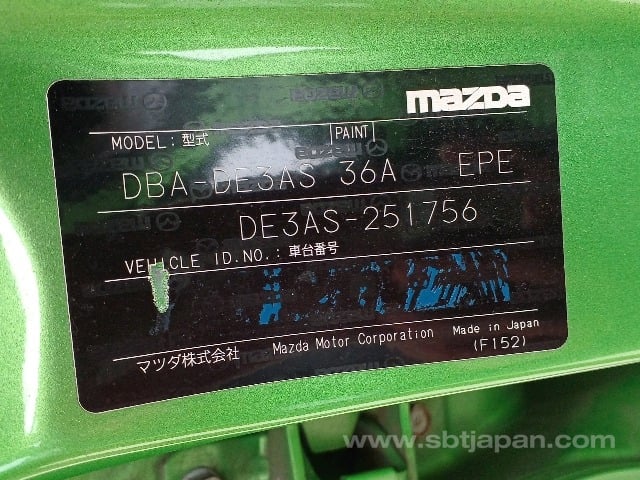 mazda
MODEL: 型式 PAINT
DBA DE3AS 36A EPE
DE3AS-251756
VEHICLE ID.NO.: 車台番号
マツダ株式会社 Mazda Motor Corporation Made in Japan
(F152)
www.sbtjapan.com